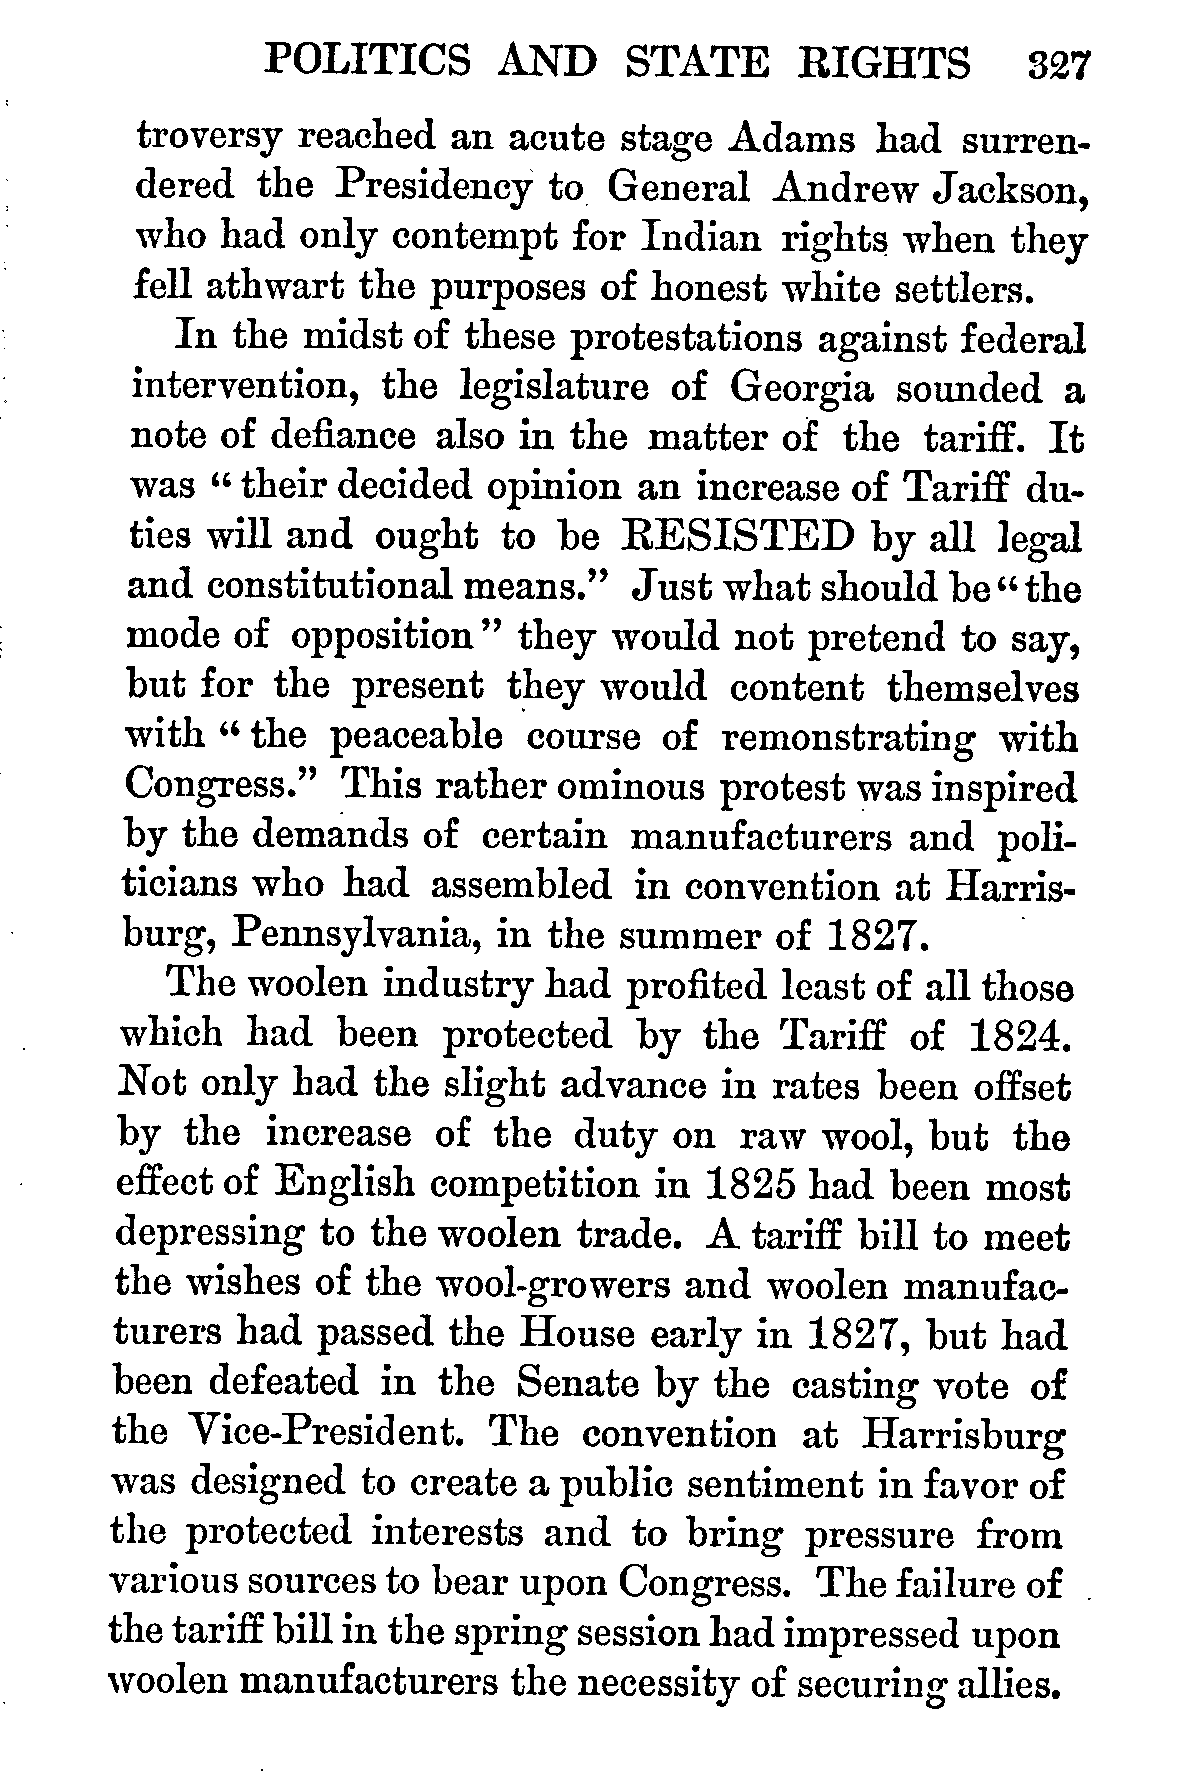 POLITICS AND STATE RIGHTS 327
troversy reached an acute stage Adams had surren-
dered the Presidency to General Andrew Jackson,
who had only contempt for Indian rights when they
fell athwart the purposes of honest white settlers.
In the midst of these protestations against federal
intervention, the legislature of Georgia sounded a
note of defiance also in the matter of the tariff. It
was “ their decided opinion an increase of Tariff du-
ties will and ought to be RESISTED by all legal
and constitutional means.” Just what should be “ the
mode of opposition ” they would not pretend to say,
but for the present they would content themselves
with “ the peaceable course of remonstrating with
Congress.” This rather ominous protest was inspired
by the demands of certain manufacturers and poli-
ticians who had assembled in convention at Harris-
burg, Pennsylvania, in the summer of 1827.
The woolen industry had profited least of all those
which had been protected by the Tariff of 1824.
Not only had the slight advance in rates been offset
by the increase of the duty on raw wool, but the
effect of English competition in 1825 had been most
depressing to the woolen trade. A tariff bill to meet
the wishes of the wool-growers and woolen manufac-
turers had passed the House early in 1827, but had
been defeated in the Senate by the casting vote of
the Vice-President. The convention at Harrisburg
was designed to create a public sentiment in favor of
the protected interests and to bring pressure from
various sources to bear upon Congress. The failure of
the tariff bill in the spring session had impressed upon
woolen manufacturers the necessity of securing allies.